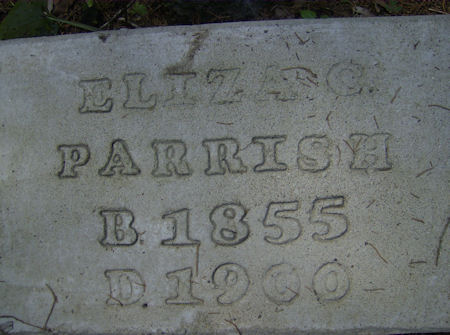 ELIZA C.
PARRISH
B. 1855
D 1900